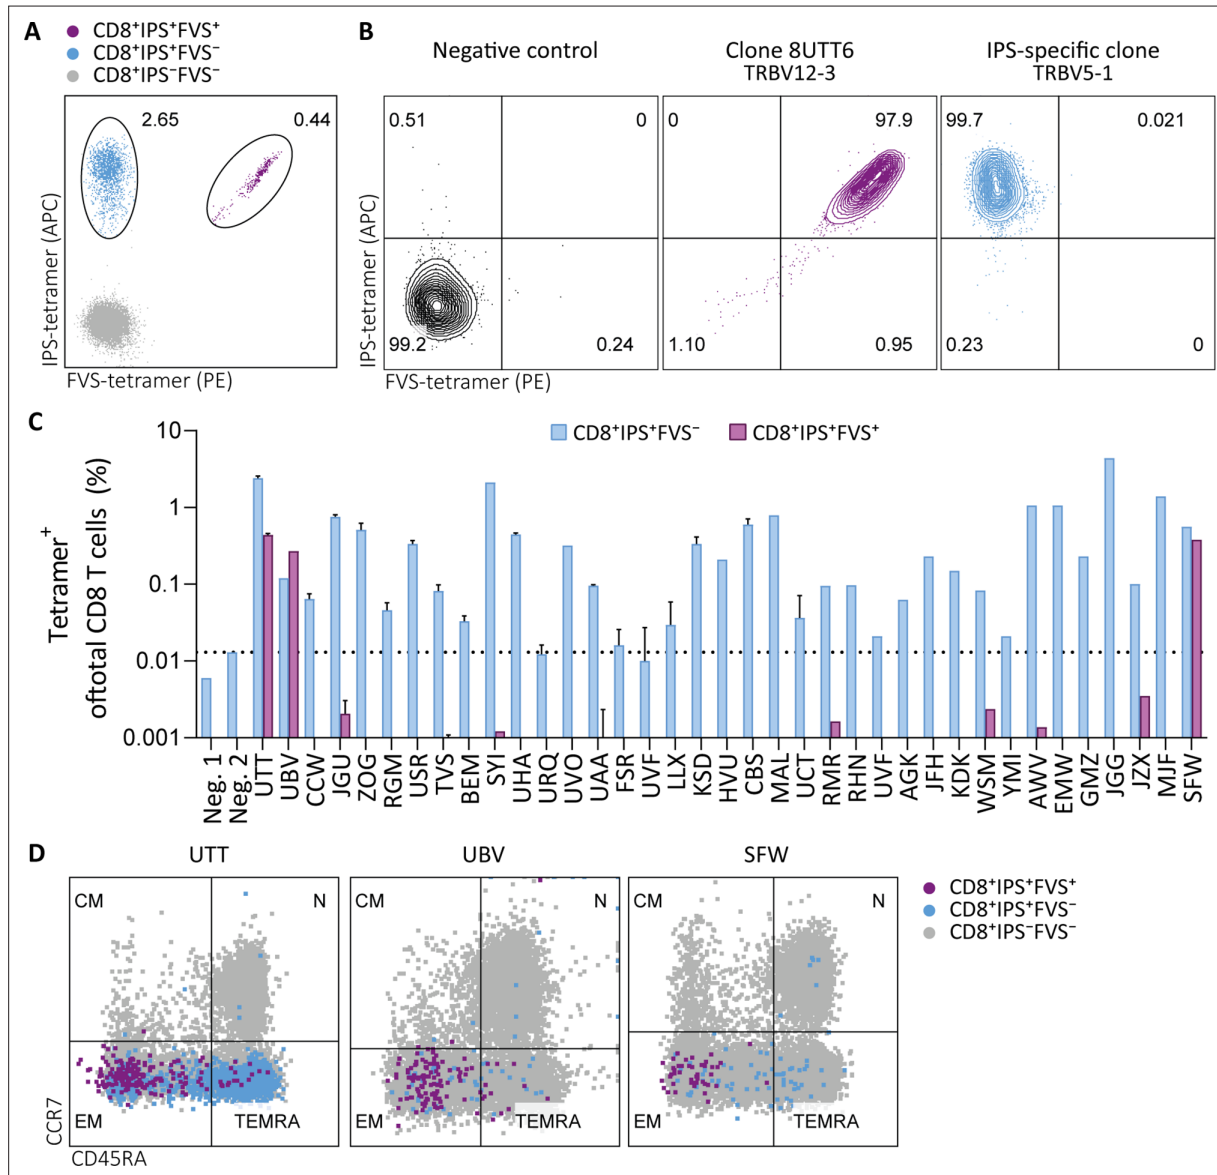 A
CD8⁺IPS⁺FVS⁺
CD8⁺IPS⁺FVS⁻
CD8⁺IPS⁻FVS⁻
2.65
0.44
IPS-tetramer (APC)
FVS-tetramer (PE)
B
Negative control
Clone 8UTT6
TRBV12-3
IPS-specific clone
TRBV5-1
0.51
0
0
97.9
99.7
0.021
99.2
0.24
1.10
0.95
0.23
0
IPS-tetramer (APC)
FVS-tetramer (PE)
C
CD8⁺IPS⁺FVS⁻
CD8⁺IPS⁺FVS⁺
Tetramer⁺
oftotal CD8 T cells (%)
10
1
0.1
0.01
0.001
Neg. 1
Neg. 2
UTT
UBV
CCW
JGU
ZOG
RGM
USR
TVS
BEM
SYI
UHA
URQ
UVO
UAA
FSR
UVF
LLX
KSD
HVU
CBS
MAL
UCT
RMR
RHN
UVF
AGK
JFH
KDK
WSM
YMI
AWV
EMW
GMZ
JGG
JZX
MJF
SFW
D
UTT
UBV
SFW
CM
N
EM
TEMRA
CM
N
EM
TEMRA
CM
N
EM
TEMRA
CCR7
CD45RA
CD8⁺IPS⁺FVS⁺
CD8⁺IPS⁺FVS⁻
CD8⁺IPS⁻FVS⁻